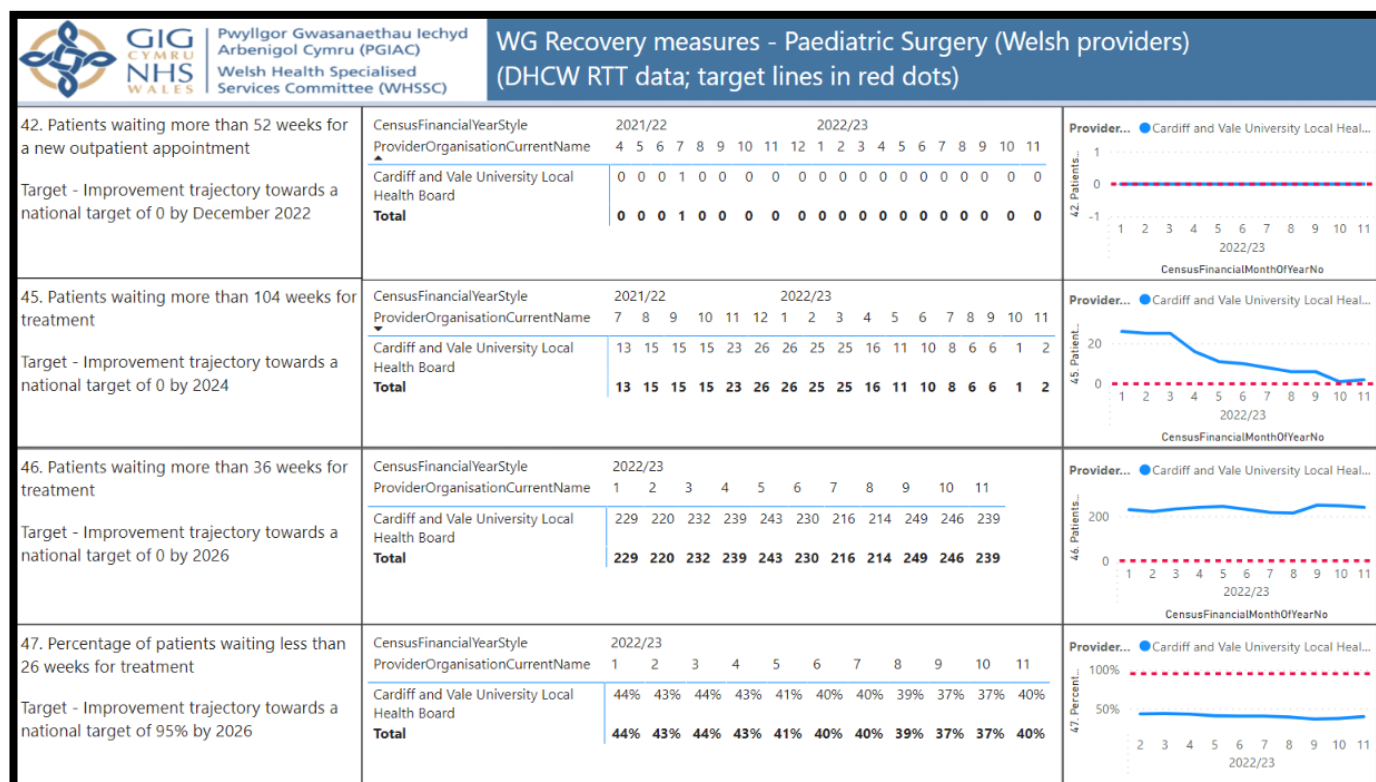 GIG
CYMRU
NHS
WALES
Pwyllgor Gwasanaethau Iechyd
Arbenigol Cymru (PGIAC)
Welsh Health Specialised
Services Committee (WHSSC)
WG Recovery measures - Paediatric Surgery (Welsh providers)
(DHCW RTT data; target lines in red dots)
42. Patients waiting more than 52 weeks for
a new outpatient appointment
Target - Improvement trajectory towards a
national target of 0 by December 2022
CensusFinancialYearStyle 2021/22 2022/23
ProviderOrganisationCurrentName 4 5 6 7 8 9 10 11 12 1 2 3 4 5 6 7 8 9 10 11
Cardiff and Vale University Local 0 0 0 1 0 0 0 0 0 0 0 0 0 0 0 0 0 0 0 0
Health Board
Total 0 0 0 1 0 0 0 0 0 0 0 0 0 0 0 0 0 0 0 0
Provider... Cardiff and Vale University Local Heal...
42. Patients...
1
0
-1
1 2 3 4 5 6 7 8 9 10 11
2022/23
CensusFinancialMonthOfYearNo
45. Patients waiting more than 104 weeks for
treatment
Target - Improvement trajectory towards a
national target of 0 by 2024
CensusFinancialYearStyle 2021/22 2022/23
ProviderOrganisationCurrentName 7 8 9 10 11 12 1 2 3 4 5 6 7 8 9 10 11
Cardiff and Vale University Local 13 15 15 15 23 26 26 25 25 16 11 10 8 6 6 1 2
Health Board
Total 13 15 15 15 23 26 26 25 25 16 11 10 8 6 6 1 2
Provider... Cardiff and Vale University Local Heal...
45. Patient...
20
0
1 2 3 4 5 6 7 8 9 10 11
2022/23
CensusFinancialMonthOfYearNo
46. Patients waiting more than 36 weeks for
treatment
Target - Improvement trajectory towards a
national target of 0 by 2026
CensusFinancialYearStyle 2022/23
ProviderOrganisationCurrentName 1 2 3 4 5 6 7 8 9 10 11
Cardiff and Vale University Local 229 220 232 239 243 230 216 214 249 246 239
Health Board
Total 229 220 232 239 243 230 216 214 249 246 239
Provider... Cardiff and Vale University Local Heal...
46. Patients...
200
0
1 2 3 4 5 6 7 8 9 10 11
2022/23
CensusFinancialMonthOfYearNo
47. Percentage of patients waiting less than
26 weeks for treatment
Target - Improvement trajectory towards a
national target of 95% by 2026
CensusFinancialYearStyle 2022/23
ProviderOrganisationCurrentName 1 2 3 4 5 6 7 8 9 10 11
Cardiff and Vale University Local 44% 43% 44% 43% 41% 40% 40% 39% 37% 37% 40%
Health Board
Total 44% 43% 44% 43% 41% 40% 40% 39% 37% 37% 40%
Provider... Cardiff and Vale University Local Heal...
47. Percent...
100%
50%
2 3 4 5 6 7 8 9 10 11
2022/23